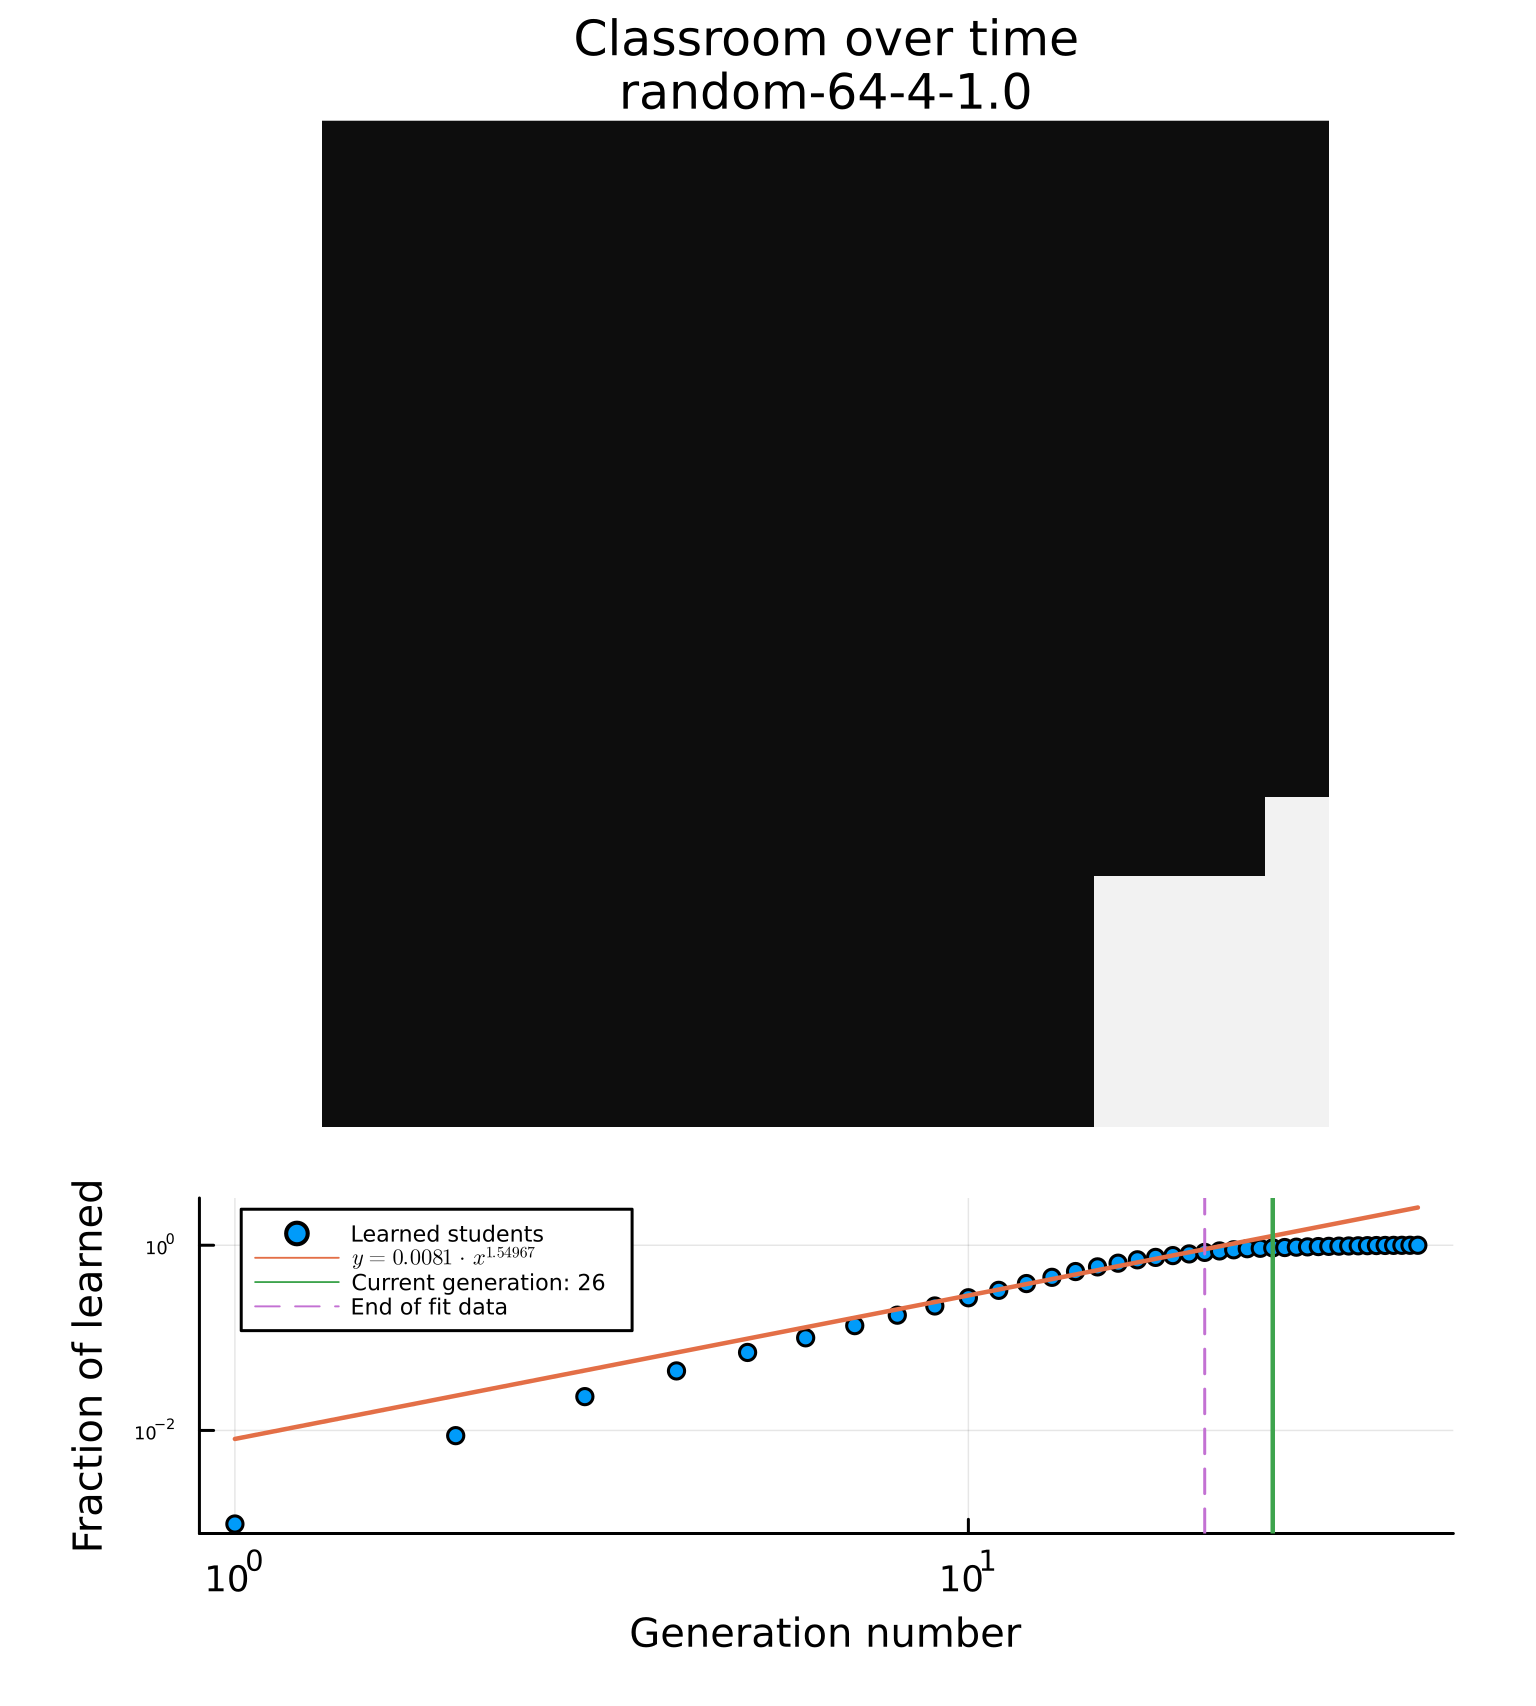 Classroom over time
random-64-4-1.0
Fraction of learned
10⁰
10⁻²
Learned students
y = 0.0081 · x^1.54967
Current generation: 26
End of fit data
10⁰
10¹
Generation number